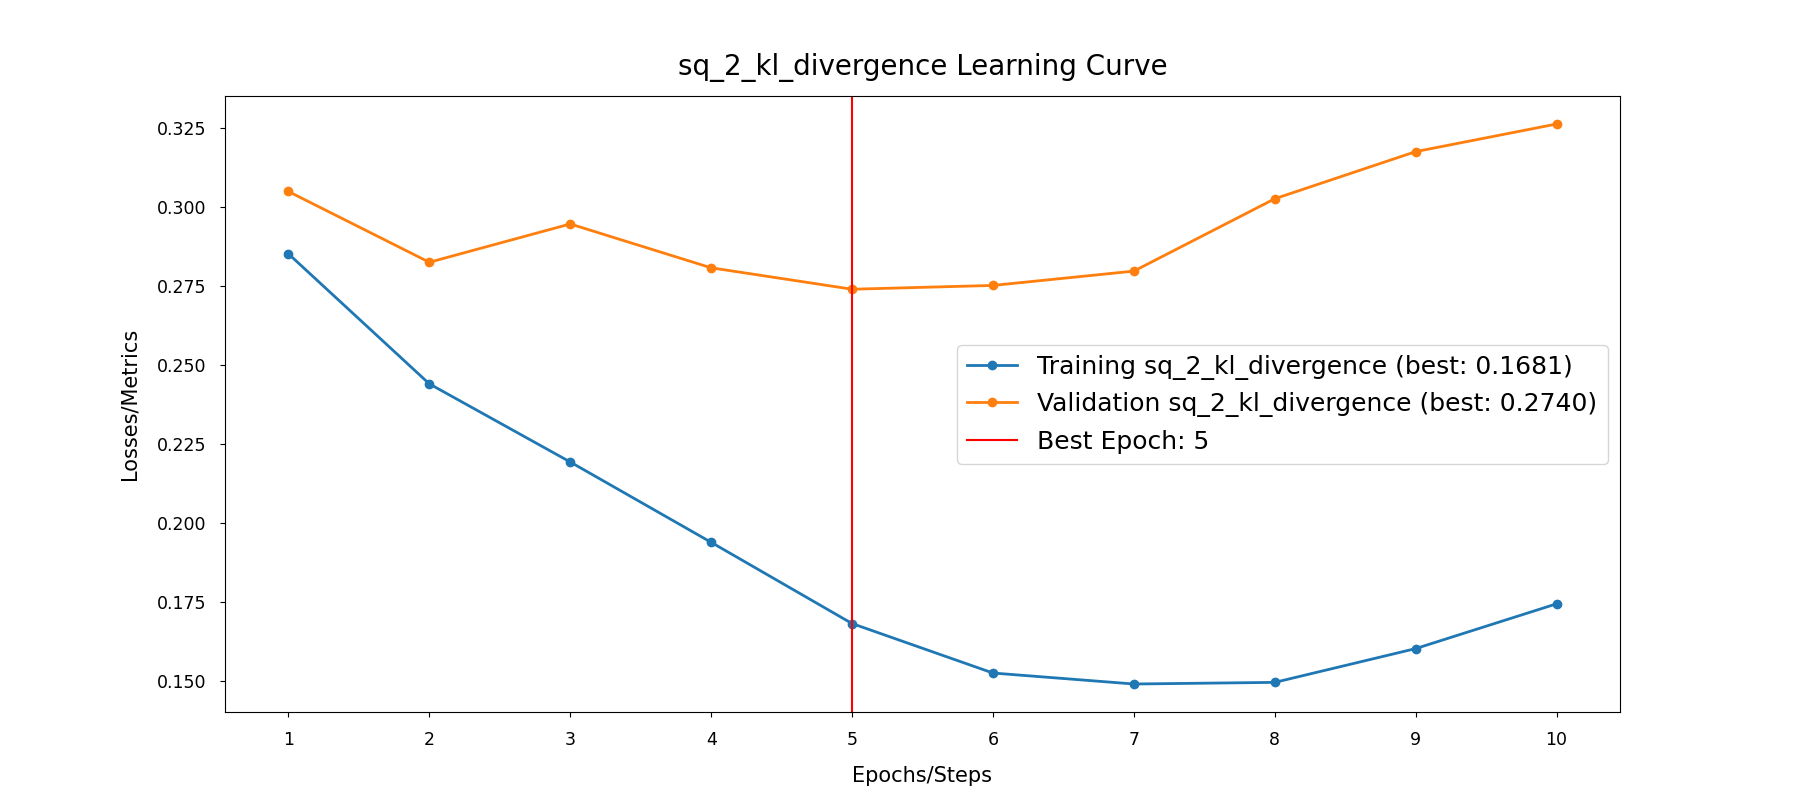 sq_2_kl_divergence Learning Curve
Losses/Metrics
0.325
0.300
0.275
0.250
0.225
0.200
0.175
0.150
Training sq_2_kl_divergence (best: 0.1681)
Validation sq_2_kl_divergence (best: 0.2740)
Best Epoch: 5
1 2 3 4 5 6 7 8 9 10
Epochs/Steps